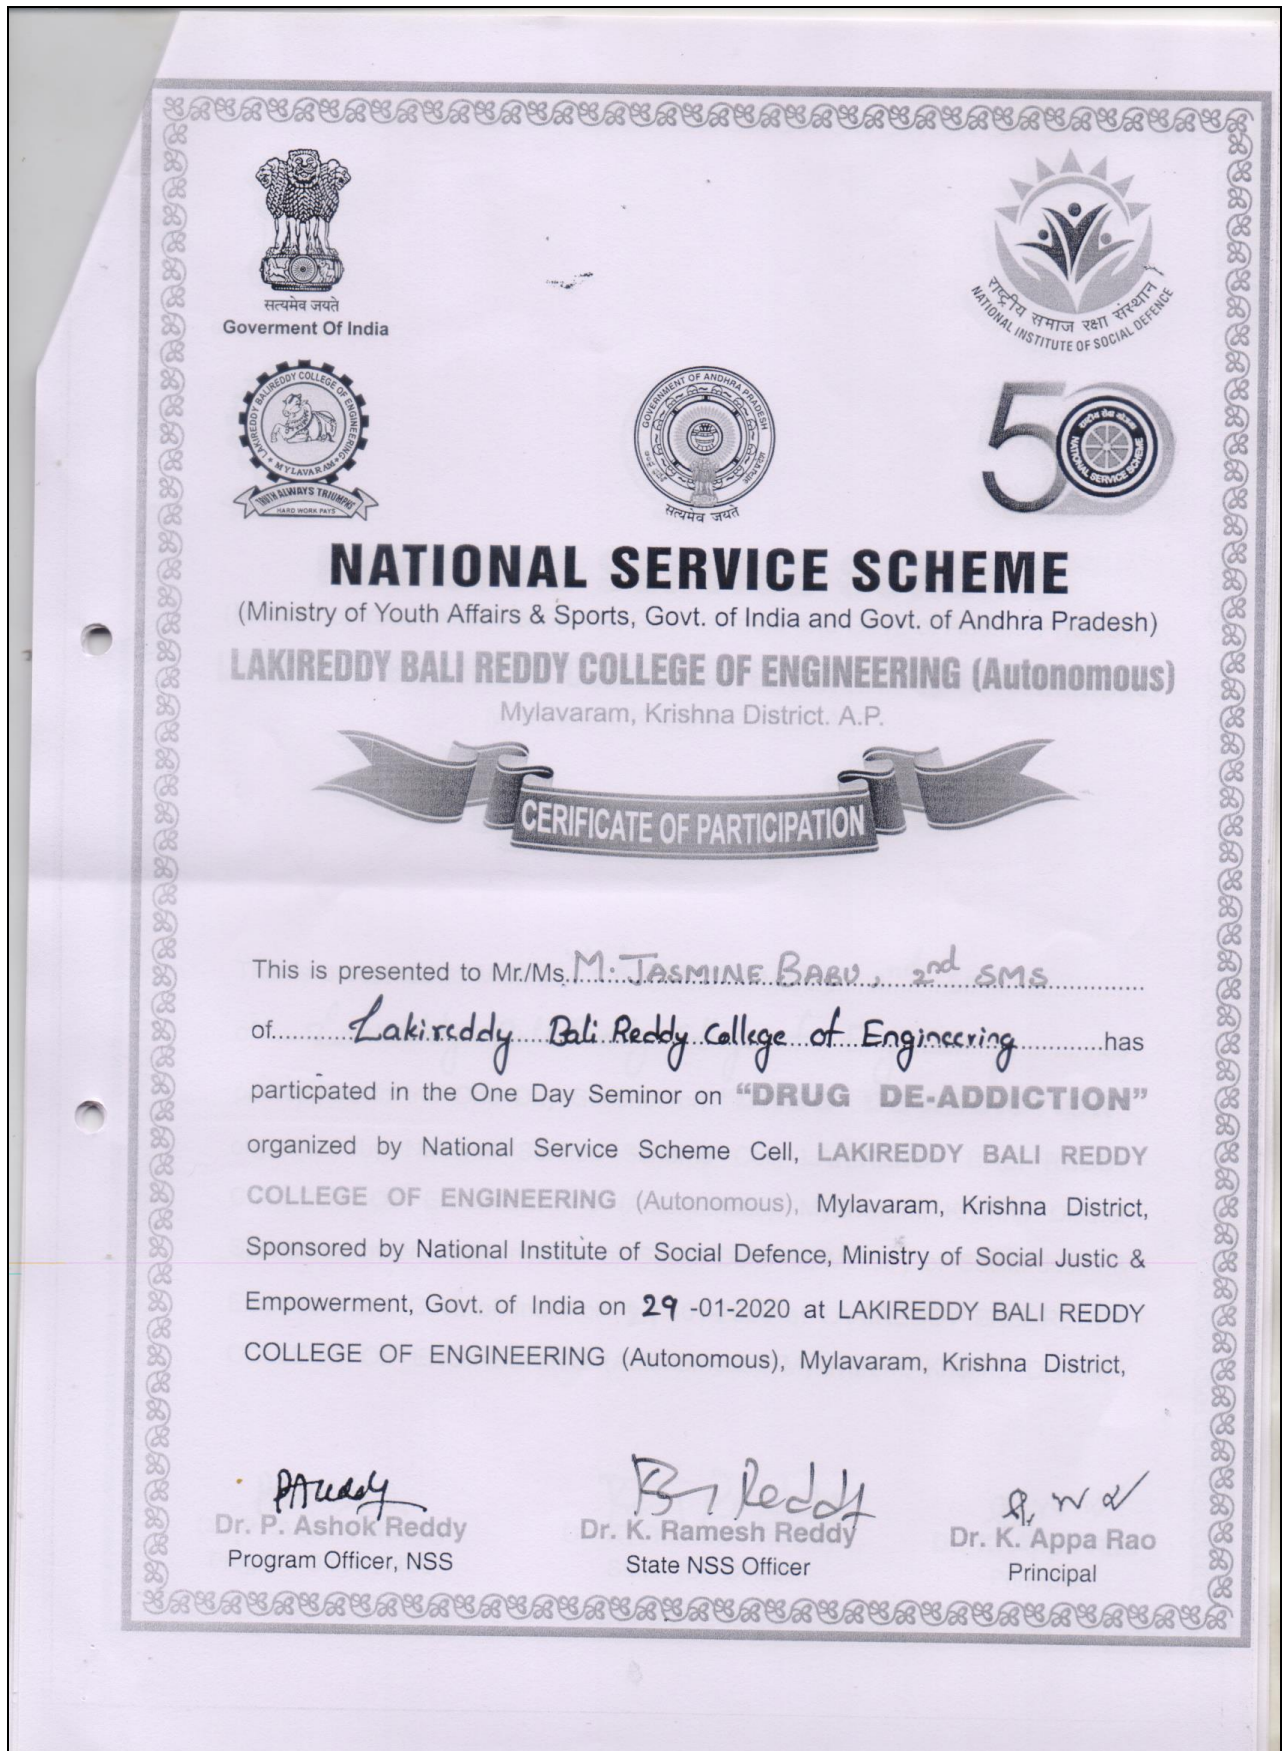 सत्यमेव जयते
Goverment Of India
राष्ट्रीय समाज रक्षा संस्थान
NATIONAL INSTITUTE OF SOCIAL DEFENCE
LAKIREDDY BALIREDDY COLLEGE OF ENGINEERING
* MYLAVARAM *
TRUTH ALWAYS TRIUMPHS
HARD WORK PAYS
GOVERNMENT OF ANDHRA PRADESH
सत्यमेव जयते
50
राष्ट्रीय सेवा योजना
NATIONAL SERVICE SCHEME
NATIONAL SERVICE SCHEME
(Ministry of Youth Affairs & Sports, Govt. of India and Govt. of Andhra Pradesh)
LAKIREDDY BALI REDDY COLLEGE OF ENGINEERING (Autonomous)
Mylavaram, Krishna District. A.P.
CERIFICATE OF PARTICIPATION
This is presented to Mr./Ms. M. JASMINE BABU, 2nd SMS
of Lakireddy Bali Reddy College of Engineering has
particpated in the One Day Seminor on “DRUG DE-ADDICTION”
organized by National Service Scheme Cell, LAKIREDDY BALI REDDY
COLLEGE OF ENGINEERING (Autonomous), Mylavaram, Krishna District,
Sponsored by National Institute of Social Defence, Ministry of Social Justic &
Empowerment, Govt. of India on 29 -01-2020 at LAKIREDDY BALI REDDY
COLLEGE OF ENGINEERING (Autonomous), Mylavaram, Krishna District,
PAReddy
Dr. P. Ashok Reddy
Program Officer, NSS
Reddy
Dr. K. Ramesh Reddy
State NSS Officer
Dr. K. Appa Rao
Principal